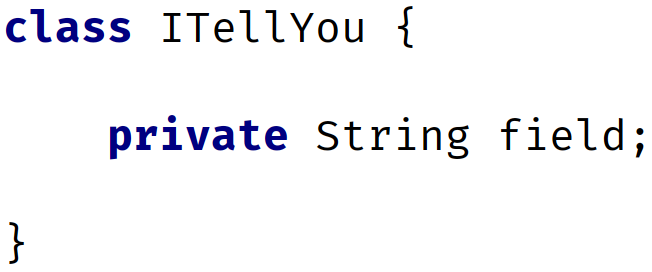 class ITellYou {
    private String field;
}